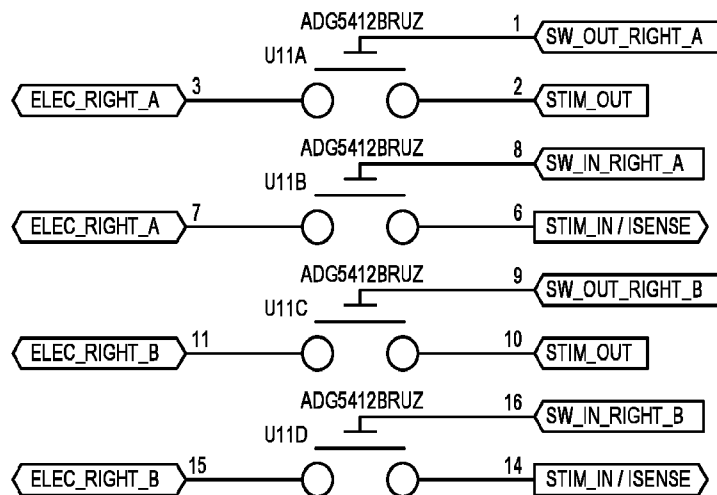 ADG5412BRUZ 1 SW_OUT_RIGHT_A
U11A
ELEC_RIGHT_A 3 2 STIM_OUT
ADG5412BRUZ 8 SW_IN_RIGHT_A
U11B
ELEC_RIGHT_A 7 6 STIM_IN / ISENSE
ADG5412BRUZ 9 SW_OUT_RIGHT_B
U11C
ELEC_RIGHT_B 11 10 STIM_OUT
ADG5412BRUZ 16 SW_IN_RIGHT_B
U11D
ELEC_RIGHT_B 15 14 STIM_IN / ISENSE